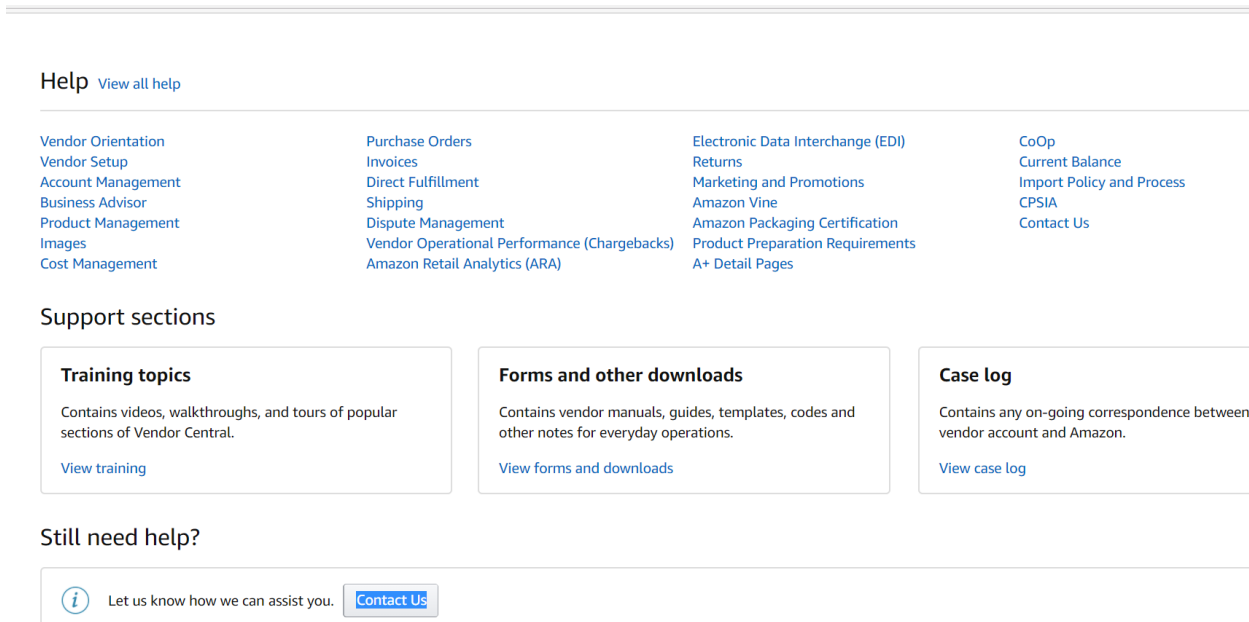 Help View all help
Vendor Orientation
Vendor Setup
Account Management
Business Advisor
Product Management
Images
Cost Management
Purchase Orders
Invoices
Direct Fulfillment
Shipping
Dispute Management
Vendor Operational Performance (Chargebacks)
Amazon Retail Analytics (ARA)
Electronic Data Interchange (EDI)
Returns
Marketing and Promotions
Amazon Vine
Amazon Packaging Certification
Product Preparation Requirements
A+ Detail Pages
CoOp
Current Balance
Import Policy and Process
CPSIA
Contact Us
Support sections
Training topics
Contains videos, walkthroughs, and tours of popular
sections of Vendor Central.
View training
Forms and other downloads
Contains vendor manuals, guides, templates, codes and
other notes for everyday operations.
View forms and downloads
Case log
Contains any on-going correspondence between
vendor account and Amazon.
View case log
Still need help?
i Let us know how we can assist you. Contact Us